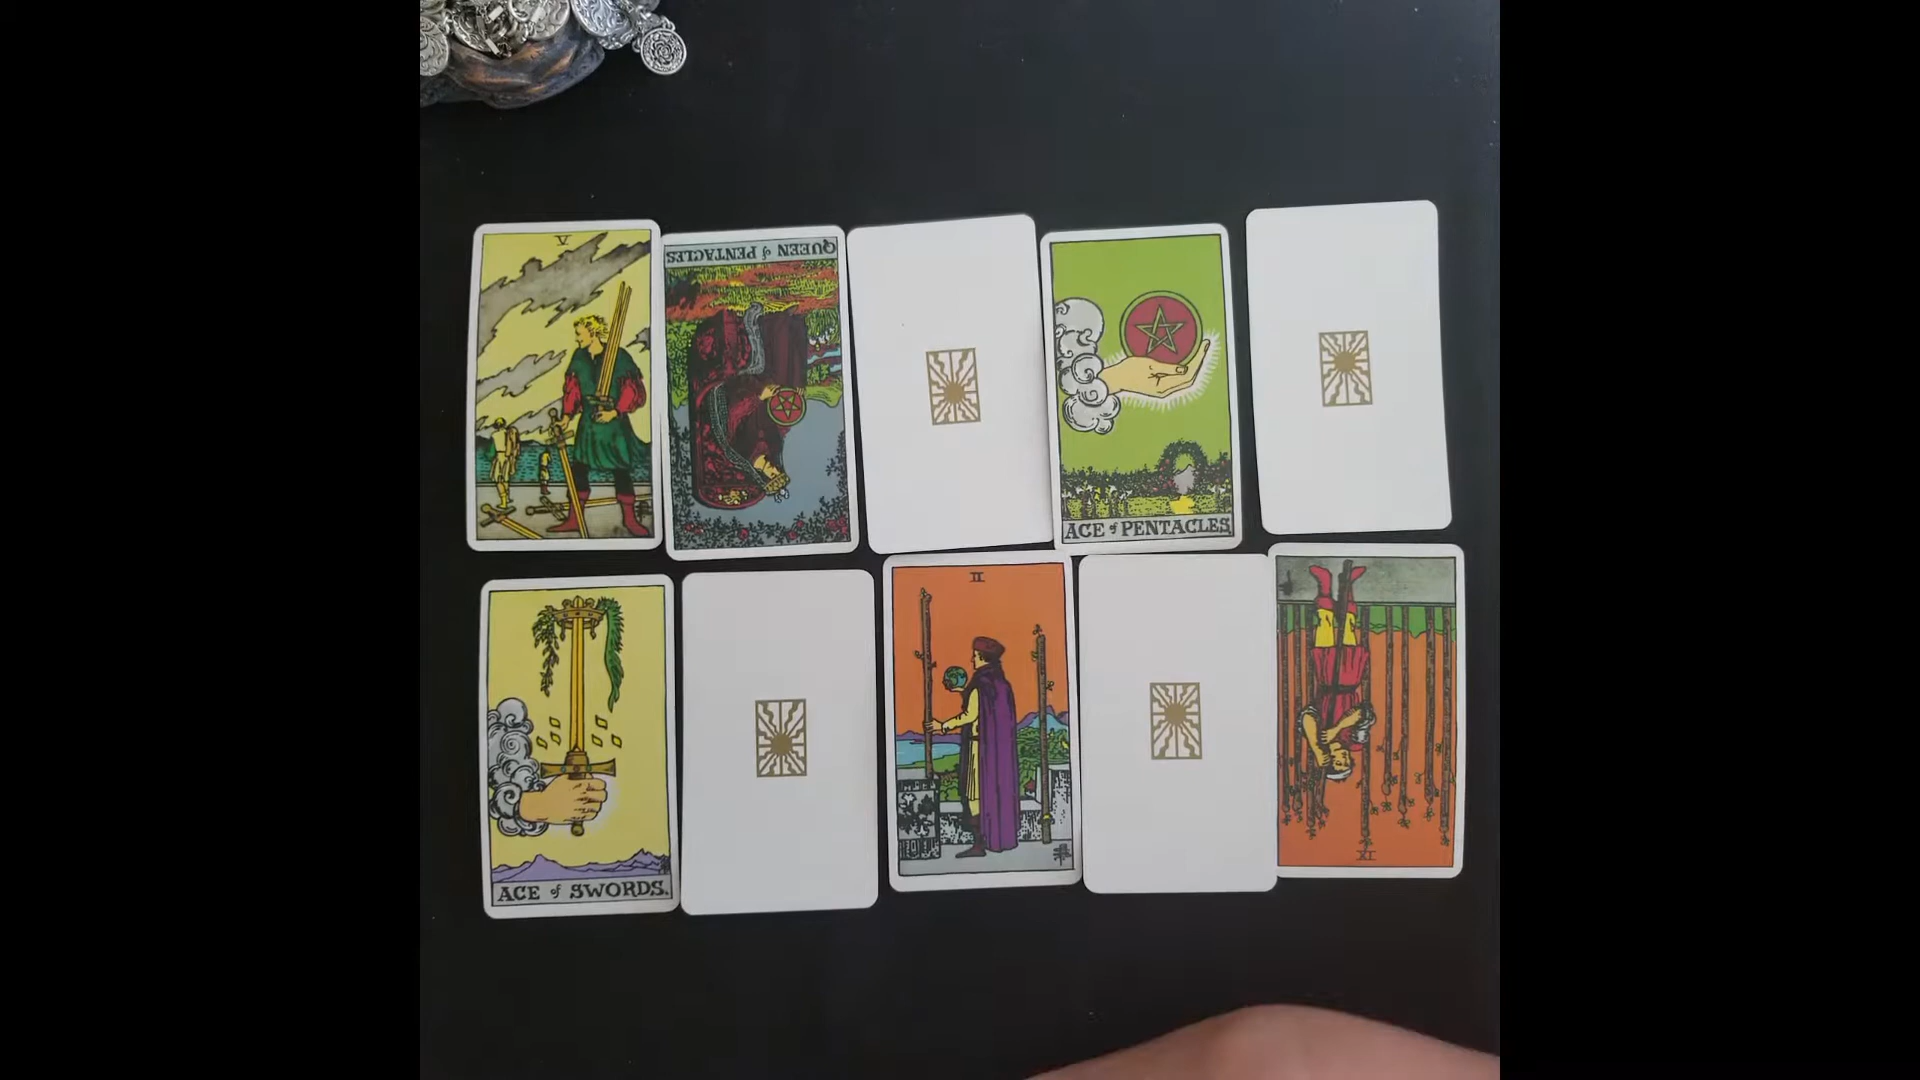 V
QUEEN of PENTACLES
ACE of PENTACLES
ACE of SWORDS.
II
IX